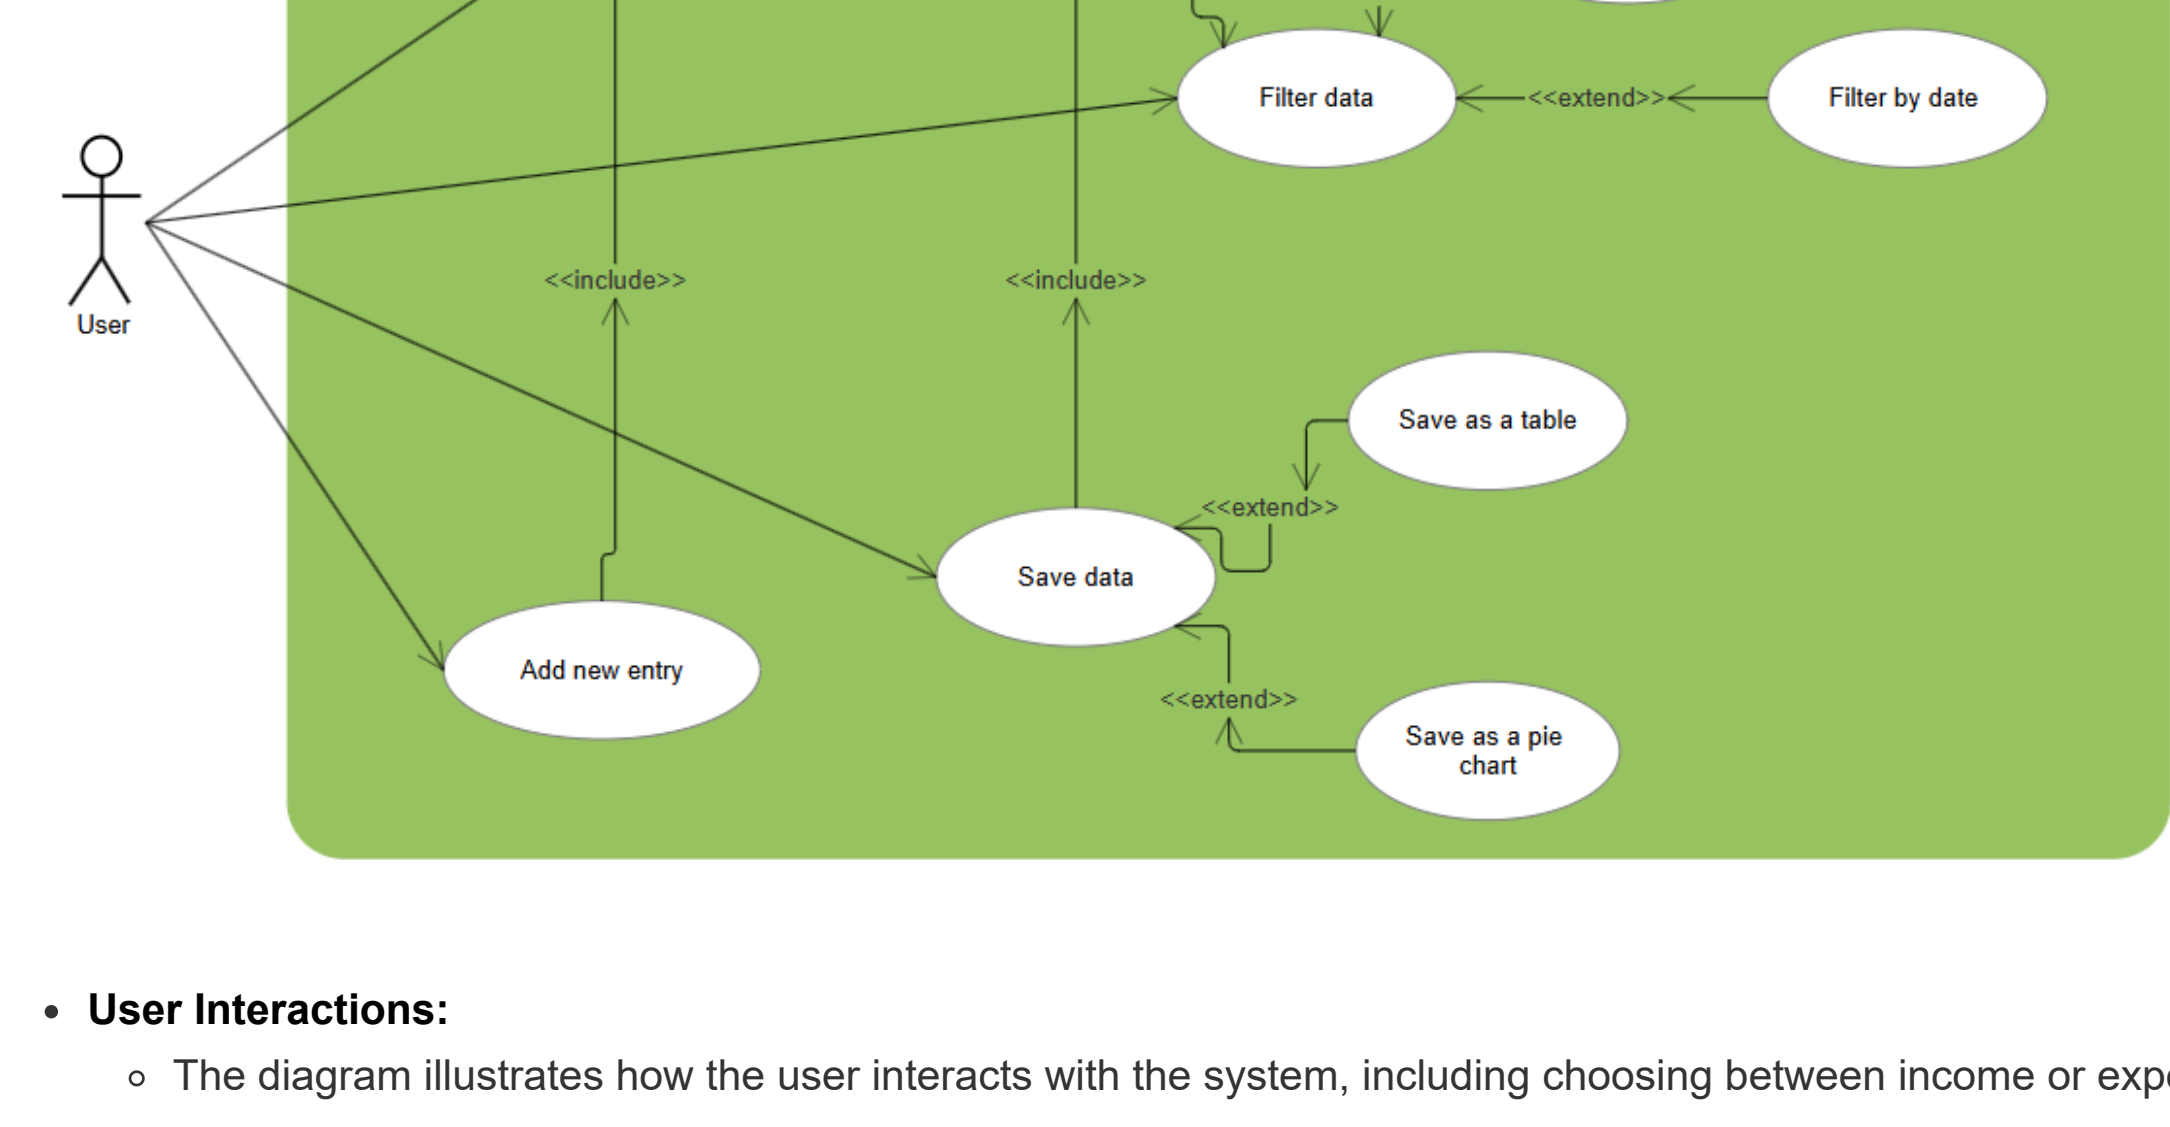 Filter data
<<extend>>
Filter by date
User
<<include>>
<<include>>
Save as a table
<<extend>>
Save data
Add new entry
<<extend>>
Save as a pie
chart
User Interactions:
The diagram illustrates how the user interacts with the system, including choosing between income or exp